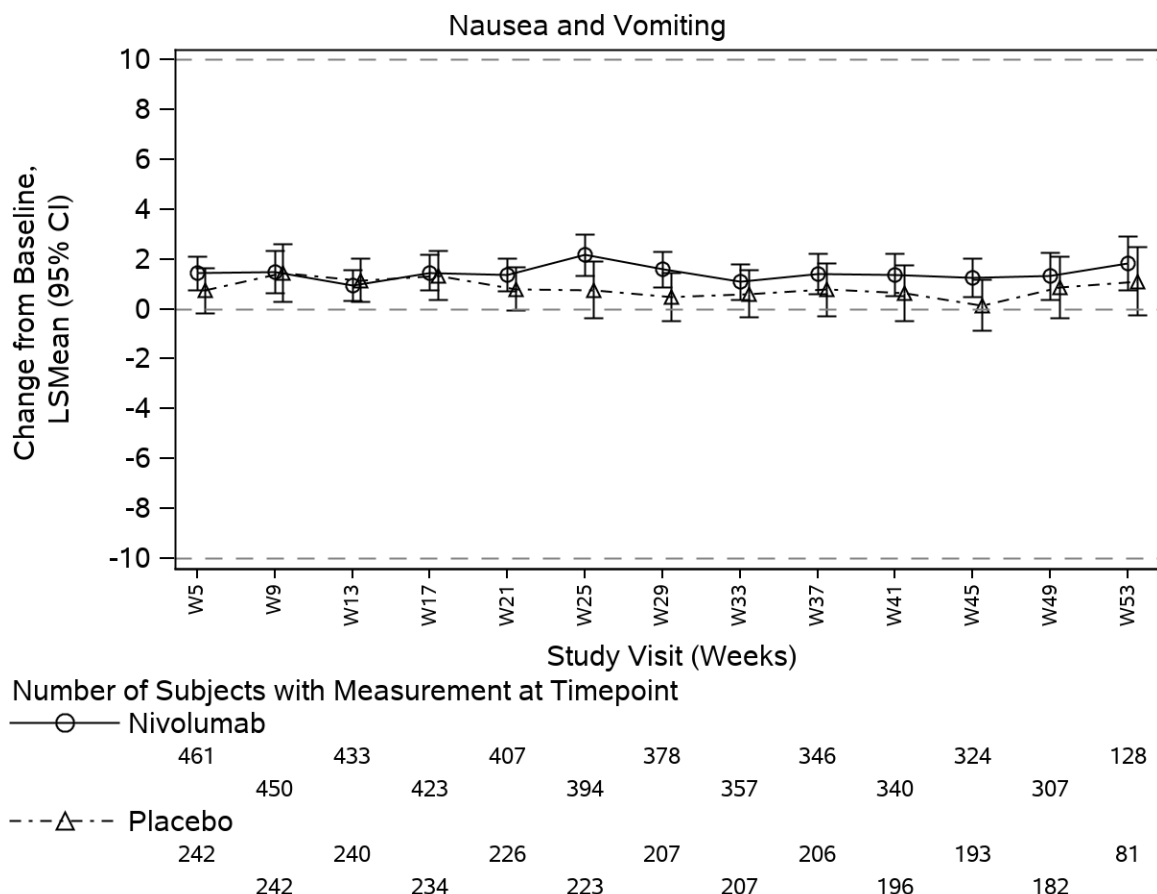 Nausea and Vomiting
Change from Baseline,
LSMean (95% CI)
10
8
6
4
2
0
-2
-4
-6
-8
-10
W5 W9 W13 W17 W21 W25 W29 W33 W37 W41 W45 W49 W53
Study Visit (Weeks)
Number of Subjects with Measurement at Timepoint
Nivolumab
461 433 407 378 346 324 128
450 423 394 357 340 307
Placebo
242 240 226 207 206 193 81
242 234 223 207 196 182